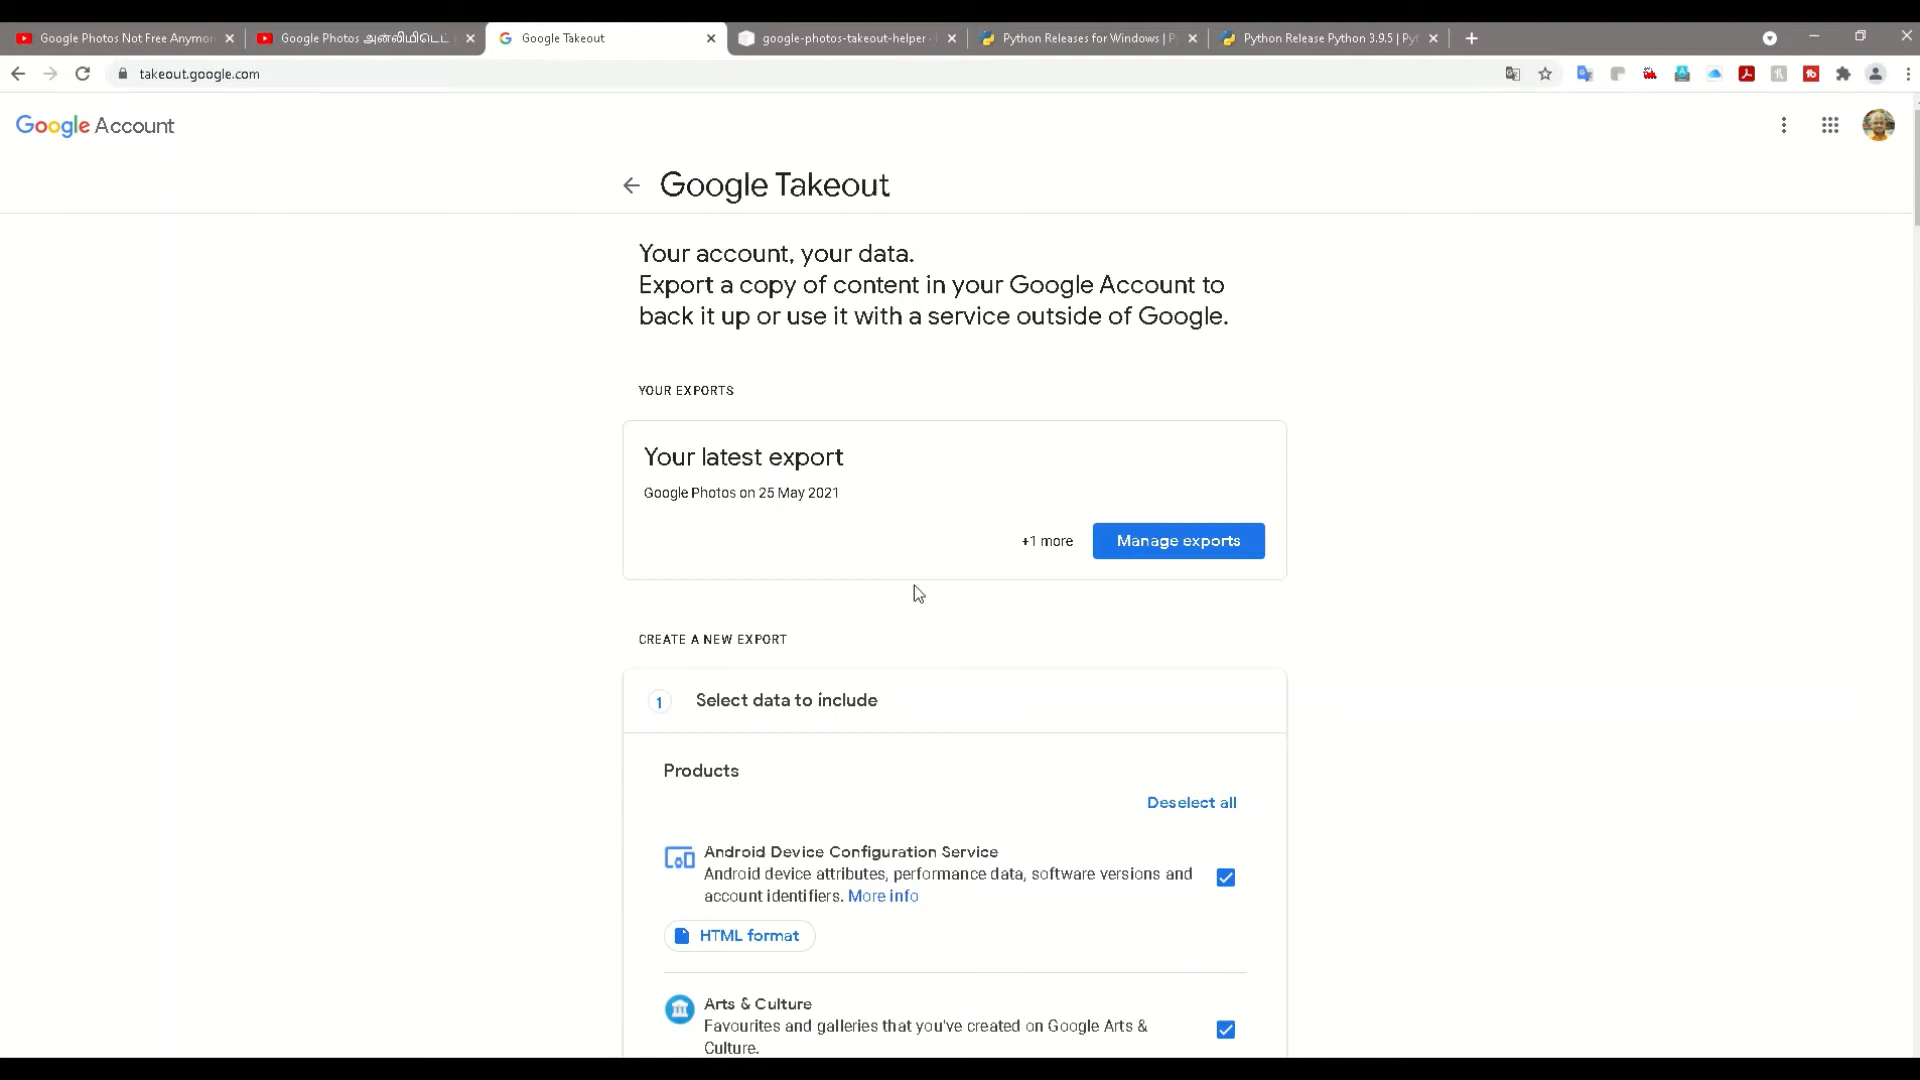 Google Photos Not Free Anymor
Google Photos அன்லிமிடெட்
Google Takeout
google-photos-takeout-helper ·
Python Releases for Windows | P
Python Release Python 3.9.5 | Pyt
takeout.google.com
Google Account
Google Takeout
Your account, your data.
Export a copy of content in your Google Account to
back it up or use it with a service outside of Google.
YOUR EXPORTS
Your latest export
Google Photos on 25 May 2021
+1 more
Manage exports
CREATE A NEW EXPORT
1
Select data to include
Products
Deselect all
Android Device Configuration Service
Android device attributes, performance data, software versions and
account identifiers. More info
HTML format
Arts & Culture
Favourites and galleries that you've created on Google Arts &
Culture.